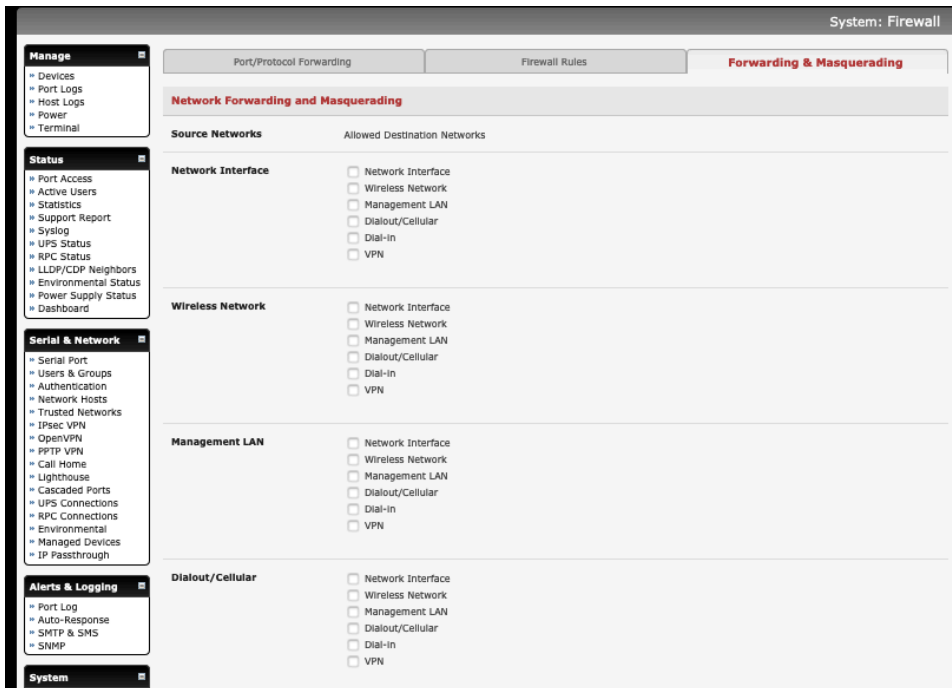 System: Firewall
Manage
Devices
Port Logs
Host Logs
Power
Terminal
Status
Port Access
Active Users
Statistics
Support Report
Syslog
UPS Status
RPC Status
LLDP/CDP Neighbors
Environmental Status
Power Supply Status
Dashboard
Serial & Network
Serial Port
Users & Groups
Authentication
Network Hosts
Trusted Networks
IPsec VPN
OpenVPN
PPTP VPN
Call Home
Lighthouse
Cascaded Ports
UPS Connections
RPC Connections
Environmental
Managed Devices
IP Passthrough
Alerts & Logging
Port Log
Auto-Response
SMTP & SMS
SNMP
System
Port/Protocol Forwarding Firewall Rules Forwarding & Masquerading
Network Forwarding and Masquerading
Source Networks Allowed Destination Networks
Network Interface Network Interface
Wireless Network
Management LAN
Dialout/Cellular
Dial-in
VPN
Wireless Network Network Interface
Wireless Network
Management LAN
Dialout/Cellular
Dial-in
VPN
Management LAN Network Interface
Wireless Network
Management LAN
Dialout/Cellular
Dial-in
VPN
Dialout/Cellular Network Interface
Wireless Network
Management LAN
Dialout/Cellular
Dial-in
VPN